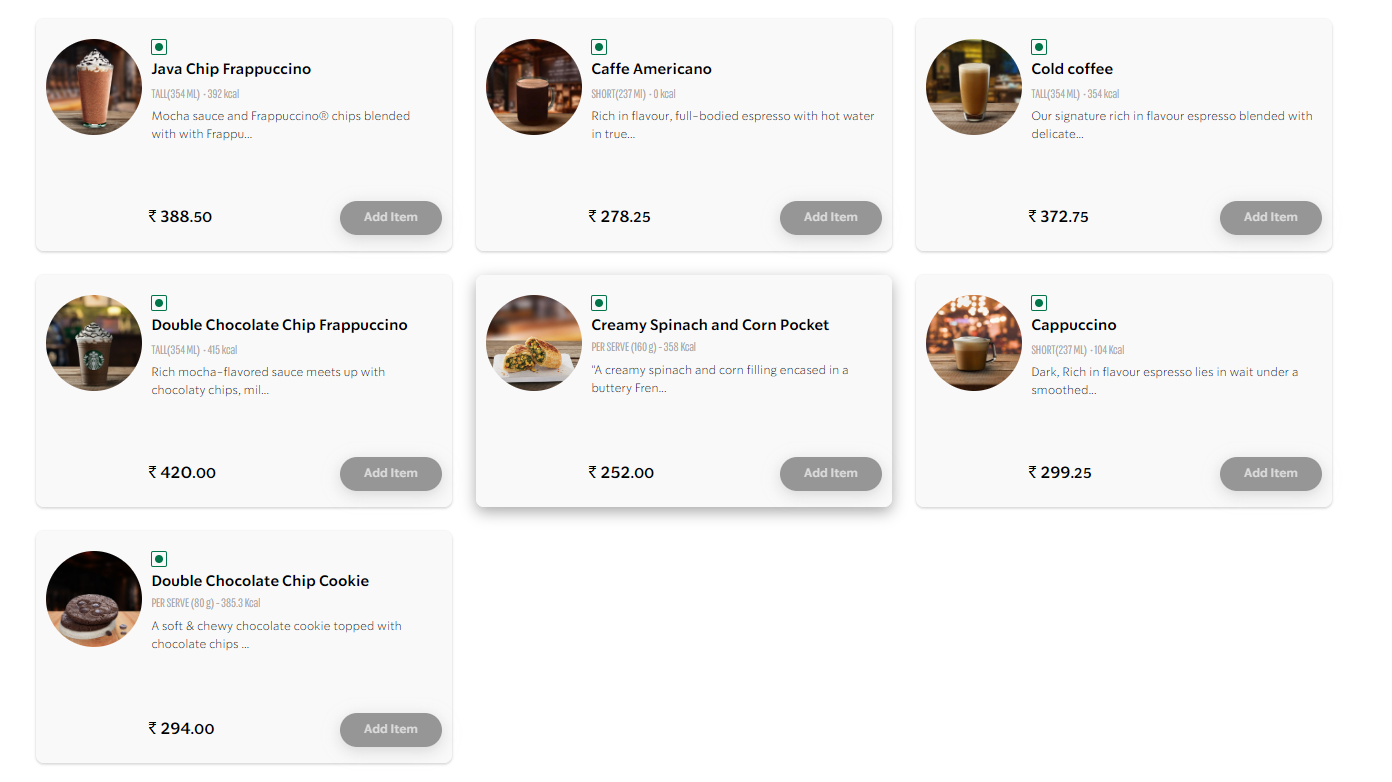 Java Chip Frappuccino
TALL(354 ML) - 392 kcal
Mocha sauce and Frappuccino® chips blended
with with Frappu...
₹ 388.50
Add Item
Caffe Americano
SHORT(237 Ml) - 0 kcal
Rich in flavour, full-bodied espresso with hot water
in true...
₹ 278.25
Add Item
Cold coffee
TALL(354 ML) - 354 kcal
Our signature rich in flavour espresso blended with
delicate...
₹ 372.75
Add Item
Double Chocolate Chip Frappuccino
TALL(354 ML) - 415 kcal
Rich mocha-flavored sauce meets up with
chocolaty chips, mil...
₹ 420.00
Add Item
Creamy Spinach and Corn Pocket
PER SERVE (160 g) - 358 Kcal
"A creamy spinach and corn filling encased in a
buttery Fren...
₹ 252.00
Add Item
Cappuccino
SHORT(237 ML) - 104 Kcal
Dark, Rich in flavour espresso lies in wait under a
smoothed...
₹ 299.25
Add Item
Double Chocolate Chip Cookie
PER SERVE (80 g) - 385.3 Kcal
A soft & chewy chocolate cookie topped with
chocolate chips ...
₹ 294.00
Add Item